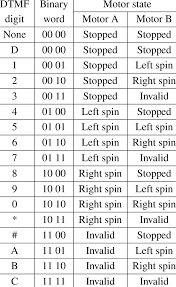 DTMF Binary Motor state
digit word Motor A Motor B
None 00 00 Stopped Stopped
D 00 00 Stopped Stopped
1 00 01 Stopped Left spin
2 00 10 Stopped Right spin
3 00 11 Stopped Invalid
4 01 00 Left spin Stopped
5 01 01 Left spin Left spin
6 01 10 Left spin Right spin
7 01 11 Left spin Invalid
8 10 00 Right spin Stopped
9 10 01 Right spin Left spin
0 10 10 Right spin Right spin
* 10 11 Right spin Invalid
# 11 00 Invalid Stopped
A 11 01 Invalid Left spin
B 11 10 Invalid Right spin
C 11 11 Invalid Invalid